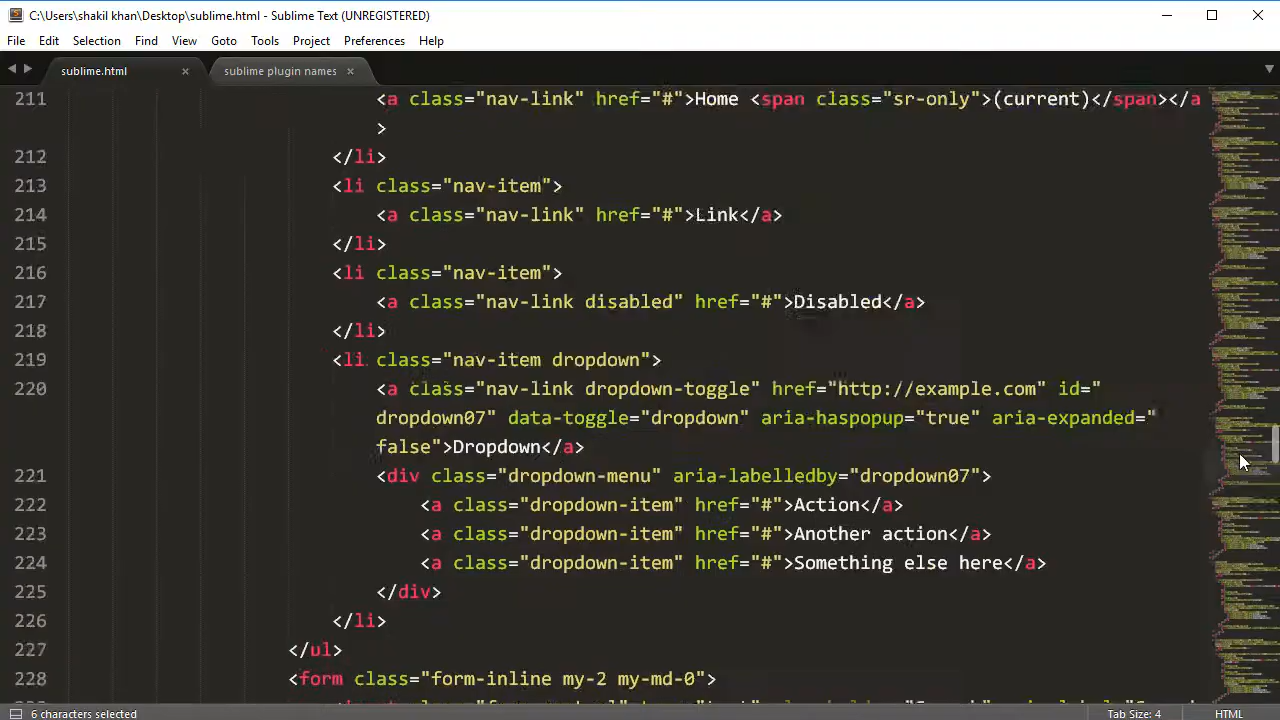 C:\Users\shakil khan\Desktop\sublime.html - Sublime Text (UNREGISTERED)
File Edit Selection Find View Goto Tools Project Preferences Help
sublime.html × sublime plugin names ×
211 <a class="nav-link" href="#">Home <span class="sr-only">(current)</span></a
>
212 </li>
213 <li class="nav-item">
214 <a class="nav-link" href="#">Link</a>
215 </li>
216 <li class="nav-item">
217 <a class="nav-link disabled" href="#">Disabled</a>
218 </li>
219 <li class="nav-item dropdown">
220 <a class="nav-link dropdown-toggle" href="http://example.com" id="
dropdown07" data-toggle="dropdown" aria-haspopup="true" aria-expanded="
false">Dropdown</a>
221 <div class="dropdown-menu" aria-labelledby="dropdown07">
222 <a class="dropdown-item" href="#">Action</a>
223 <a class="dropdown-item" href="#">Another action</a>
224 <a class="dropdown-item" href="#">Something else here</a>
225 </div>
226 </li>
227 </ul>
228 <form class="form-inline my-2 my-md-0">
6 characters selected Tab Size: 4 HTML